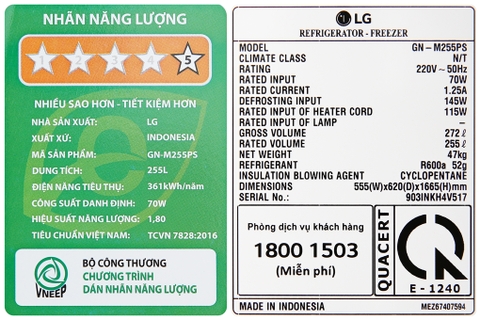 NHÃN NĂNG LƯỢNG
1 2 3 4 5
NHIỀU SAO HƠN - TIẾT KIỆM HƠN
NHÀ SẢN XUẤT: LG
XUẤT XỨ: INDONESIA
MÃ SẢN PHẨM: GN-M255PS
DUNG TÍCH: 255L
ĐIỆN NĂNG TIÊU THỤ: 361kWh/năm
CÔNG SUẤT DANH ĐỊNH: 70W
HIỆU SUẤT NĂNG LƯỢNG: 1,80
TIÊU CHUẨN VIỆT NAM: TCVN 7828:2016
VNEEP
BỘ CÔNG THƯƠNG
CHƯƠNG TRÌNH
DÁN NHÃN NĂNG LƯỢNG
LG
REFRIGERATOR - FREEZER
MODEL GN-M255PS
CLIMATE CLASS N/T
RATING 220V~50Hz
RATED INPUT 70W
RATED CURRENT 1.25A
DEFROSTING INPUT 145W
RATED INPUT OF HEATER CORD 115W
RATED INPUT OF LAMP –
GROSS VOLUME 272ℓ
RATED VOLUME 255ℓ
NET WEIGHT 47kg
REFRIGERANT R600a 52g
INSULATION BLOWING AGENT CYCLOPENTANE
DIMENSIONS 555(W)x620(D)x1665(H)mm
SERIAL No.: 903INKH4V517
Phòng dịch vụ khách hàng
1800 1503
(Miễn phí)
QUACERT
E - 1240
MADE IN INDONESIA MEZ67407594